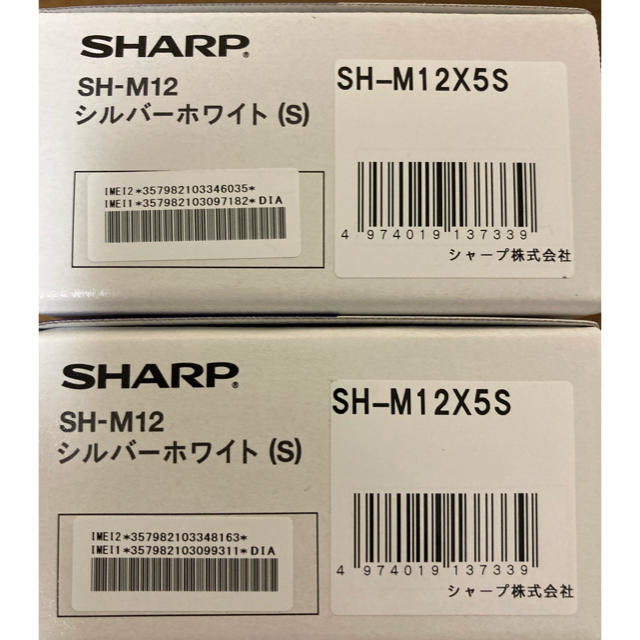 SHARP®
SH-M12
シルバーホワイト (S)
IMEI2*357982103346035*
IMEI1*357982103097182*DIA
SH-M12X5S
4 974019 137339
シャープ株式会社
SHARP®
SH-M12
シルバーホワイト (S)
IMEI2*357982103348163*
IMEI1*357982103099311*DIA
SH-M12X5S
4 974019 137339
シャープ株式会社